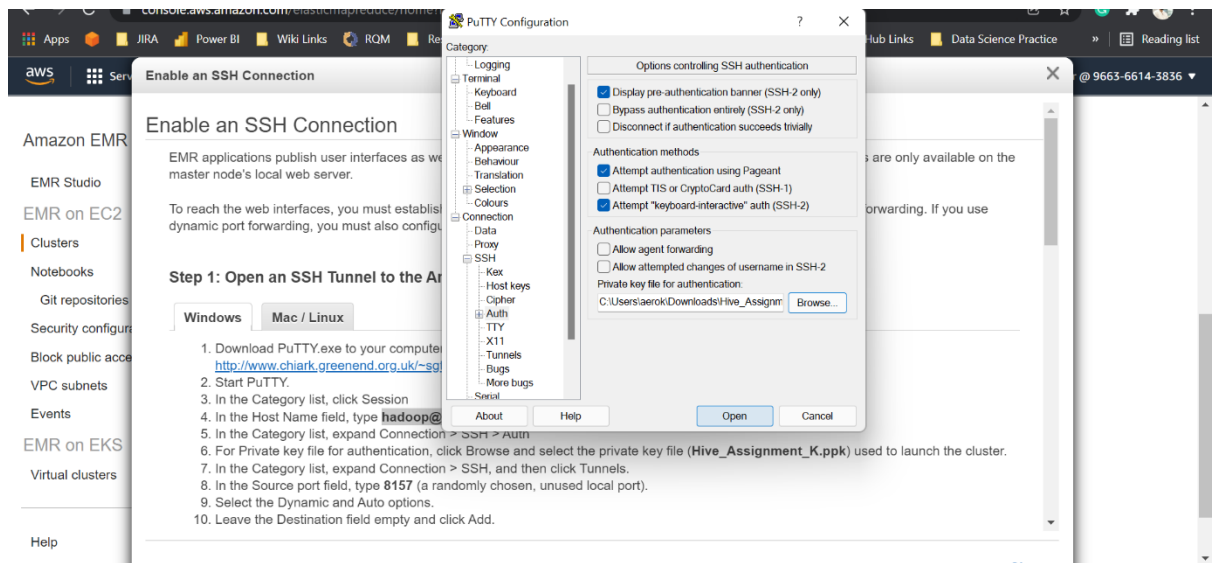 console.aws.amazon.com/elasticmapreduce/home?
Apps
JIRA
Power BI
Wiki Links
RQM
Re
Hub Links
Data Science Practice
»
Reading list
aws
Serv
@ 9663-6614-3836
Amazon EMR
EMR Studio
EMR on EC2
Clusters
Notebooks
Git repositories
Security configura
Block public acce
VPC subnets
Events
EMR on EKS
Virtual clusters
Help
Enable an SSH Connection
Enable an SSH Connection
EMR applications publish user interfaces as we
s are only available on the
master node's local web server.
To reach the web interfaces, you must establis
orwarding. If you use
dynamic port forwarding, you must also configu
Step 1: Open an SSH Tunnel to the Am
Windows
Mac / Linux
1. Download PuTTY.exe to your compute
http://www.chiark.greenend.org.uk/~sgt
2. Start PuTTY.
3. In the Category list, click Session
4. In the Host Name field, type hadoop@
5. In the Category list, expand Connection > SSH > Auth
6. For Private key file for authentication, click Browse and select the private key file (Hive_Assignment_K.ppk) used to launch the cluster.
7. In the Category list, expand Connection > SSH, and then click Tunnels.
8. In the Source port field, type 8157 (a randomly chosen, unused local port).
9. Select the Dynamic and Auto options.
10. Leave the Destination field empty and click Add.
PuTTY Configuration
?
Category:
Logging
Terminal
Keyboard
Bell
Features
Window
Appearance
Behaviour
Translation
Selection
Colours
Connection
Data
Proxy
SSH
Kex
Host keys
Cipher
Auth
TTY
X11
Tunnels
Bugs
More bugs
Serial
Options controlling SSH authentication
Display pre-authentication banner (SSH-2 only)
Bypass authentication entirely (SSH-2 only)
Disconnect if authentication succeeds trivially
Authentication methods
Attempt authentication using Pageant
Attempt TIS or CryptoCard auth (SSH-1)
Attempt "keyboard-interactive" auth (SSH-2)
Authentication parameters
Allow agent forwarding
Allow attempted changes of username in SSH-2
Private key file for authentication:
C:\Users\aerok\Downloads\Hive_Assignm
Browse...
About
Help
Open
Cancel